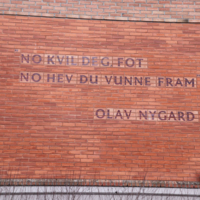 NO KVIL DEG, FOT
NO HEV DU VUNNE FRAM
OLAV NYGARD